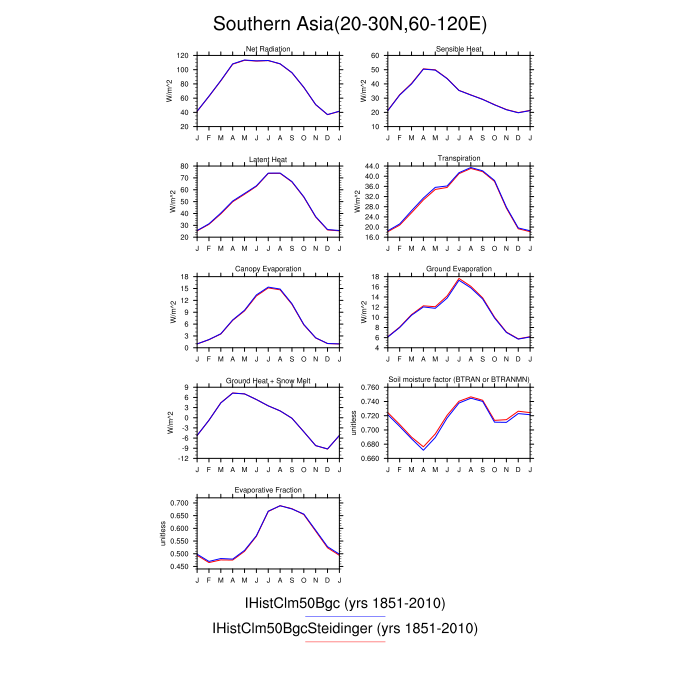 Southern Asia(20-30N,60-120E)
Net Radiation
Sensible Heat
W/m^2
120
100
80
60
40
20
J F M A M J J A S O N D J
W/m^2
60
50
40
30
20
10
J F M A M J J A S O N D J
Latent Heat
Transpiration
W/m^2
80
70
60
50
40
30
20
J F M A M J J A S O N D J
W/m^2
44.0
40.0
36.0
32.0
28.0
24.0
20.0
16.0
J F M A M J J A S O N D J
Canopy Evaporation
Ground Evaporation
W/m^2
18
15
12
9
6
3
0
J F M A M J J A S O N D J
W/m^2
18
16
14
12
10
8
6
4
J F M A M J J A S O N D J
Ground Heat + Snow Melt
Soil moisture factor (BTRAN or BTRANMN)
W/m^2
9
6
3
0
-3
-6
-9
-12
J F M A M J J A S O N D J
unitless
0.760
0.740
0.720
0.700
0.680
0.660
J F M A M J J A S O N D J
Evaporative Fraction
unitless
0.700
0.650
0.600
0.550
0.500
0.450
J F M A M J J A S O N D J
IHistClm50Bgc (yrs 1851-2010)
IHistClm50BgcSteidinger (yrs 1851-2010)